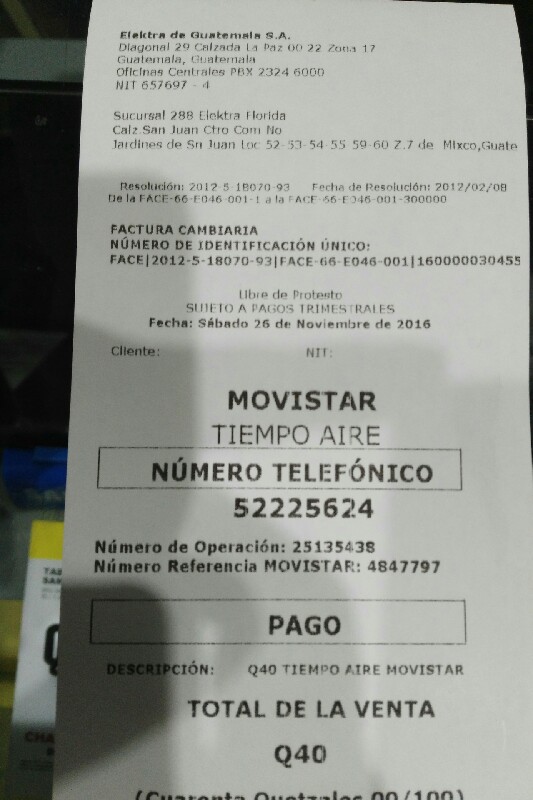 Elektra de Guatemala S.A.
Diagonal 29 Calzada La Paz 00 22 Zona 17
Guatemala, Guatemala
Oficinas Centrales PBX 2324 6000
NIT 657697 - 4
Sucursal 288 Elektra Florida
Calz San Juan Ctro Com No
Jardines de Sn Juan Loc 52-53-54-55 59-60 Z.7 de Mixco,Guate
Resolución: 2012-5-18070-93 Fecha de Resolución: 2012/02/08
De la FACE-66-E046-001-1 a la FACE-66-E046-001-300000
FACTURA CAMBIARIA
NÚMERO DE IDENTIFICACIÓN ÚNICO:
FACE|2012-5-18070-93|FACE-66-E046-001|160000030455
Libre de Protesto
SUJETO A PAGOS TRIMESTRALES
Fecha: Sábado 26 de Noviembre de 2016
Cliente: NIT:
MOVISTAR
TIEMPO AIRE
NÚMERO TELEFÓNICO
52225624
Número de Operación: 25135438
Número Referencia MOVISTAR: 4847797
PAGO
DESCRIPCIÓN: Q40 TIEMPO AIRE MOVISTAR
TOTAL DE LA VENTA
Q40
(Cuarenta Quetzales 00/100)